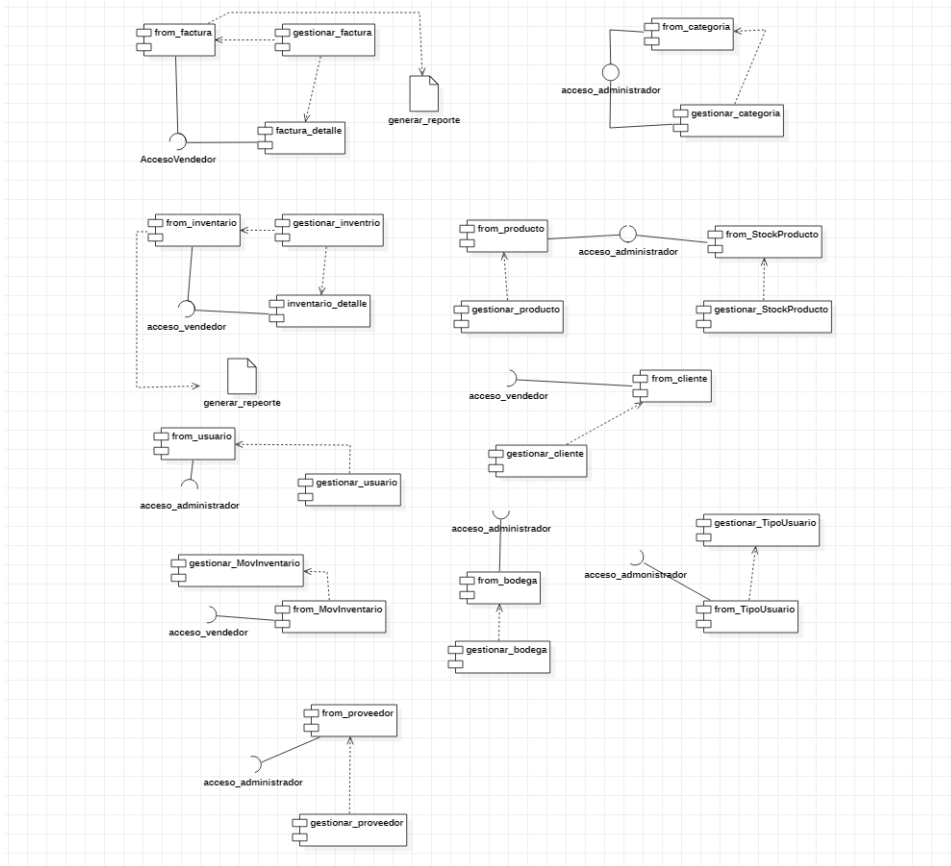 from_factura
gestionar_factura
generar_reporte
factura_detalle
AccesoVendedor
from_categoria
acceso_administrador
gestionar_categoria
from_inventario
gestionar_inventrio
inventario_detalle
acceso_vendedor
generar_repeorte
from_producto
acceso_administrador
from_StockProducto
gestionar_producto
gestionar_StockProducto
from_cliente
acceso_vendedor
gestionar_cliente
from_usuario
acceso_administrador
gestionar_usuario
acceso_administrador
from_bodega
gestionar_bodega
gestionar_TipoUsuario
acceso_admonistrador
from_TipoUsuario
gestionar_MovInventario
from_MovInventario
acceso_vendedor
from_proveedor
acceso_administrador
gestionar_proveedor